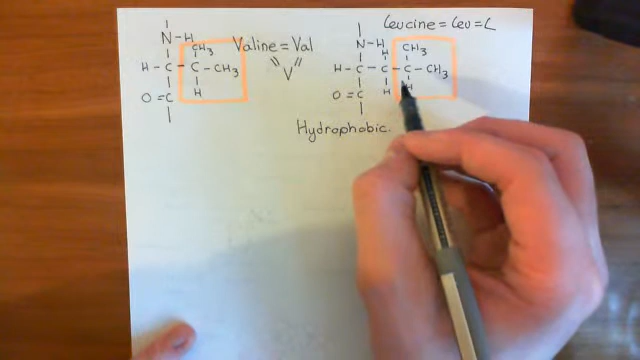 Leucine = Leu = L
Valine = Val
= V =
N - H
CH3
H - C - C - CH3
H
O = C
N - H
H
CH3
H - C - C - C - CH3
H
H
O = C
Hydrophobic.